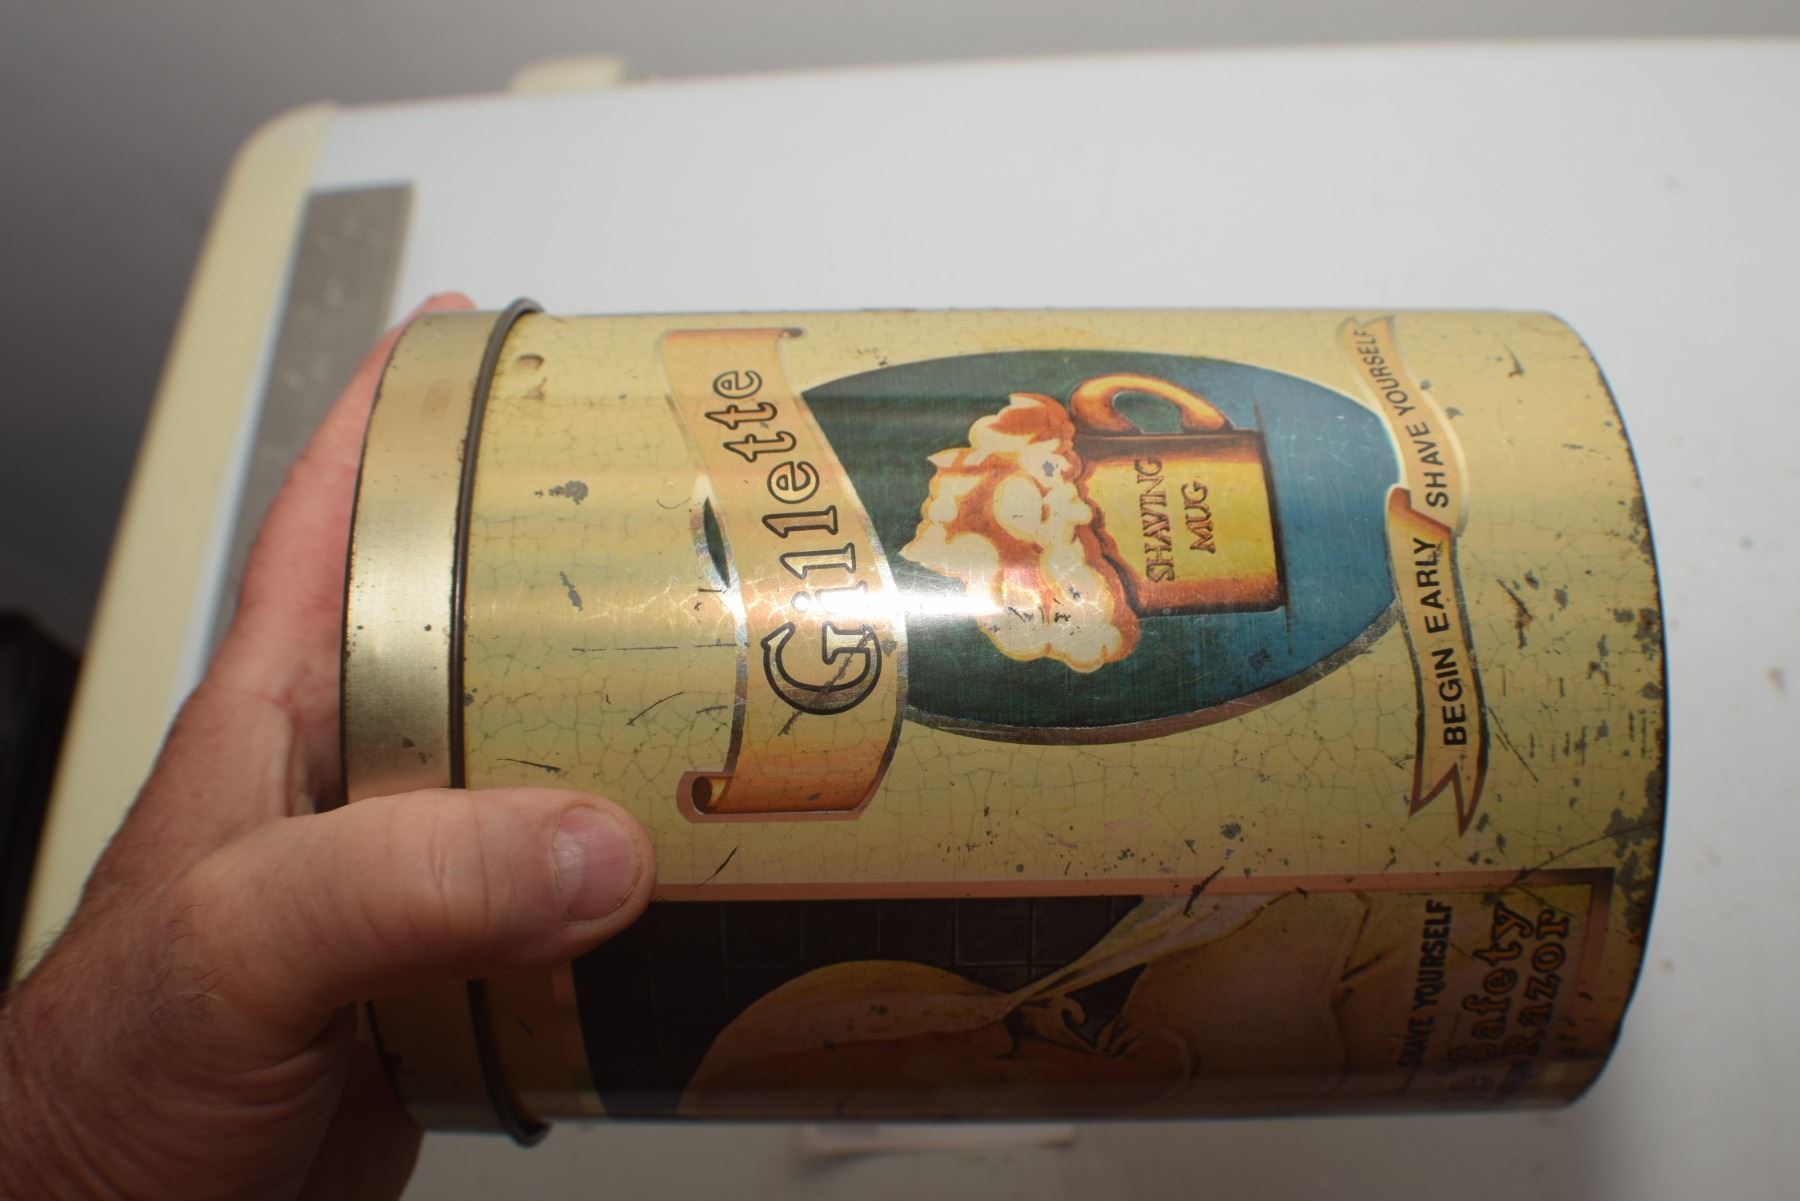 Gillette
SHAVING
MUG
BEGIN EARLY SHAVE YOURSELF
SHAVE YOURSELF
Safety
Razor